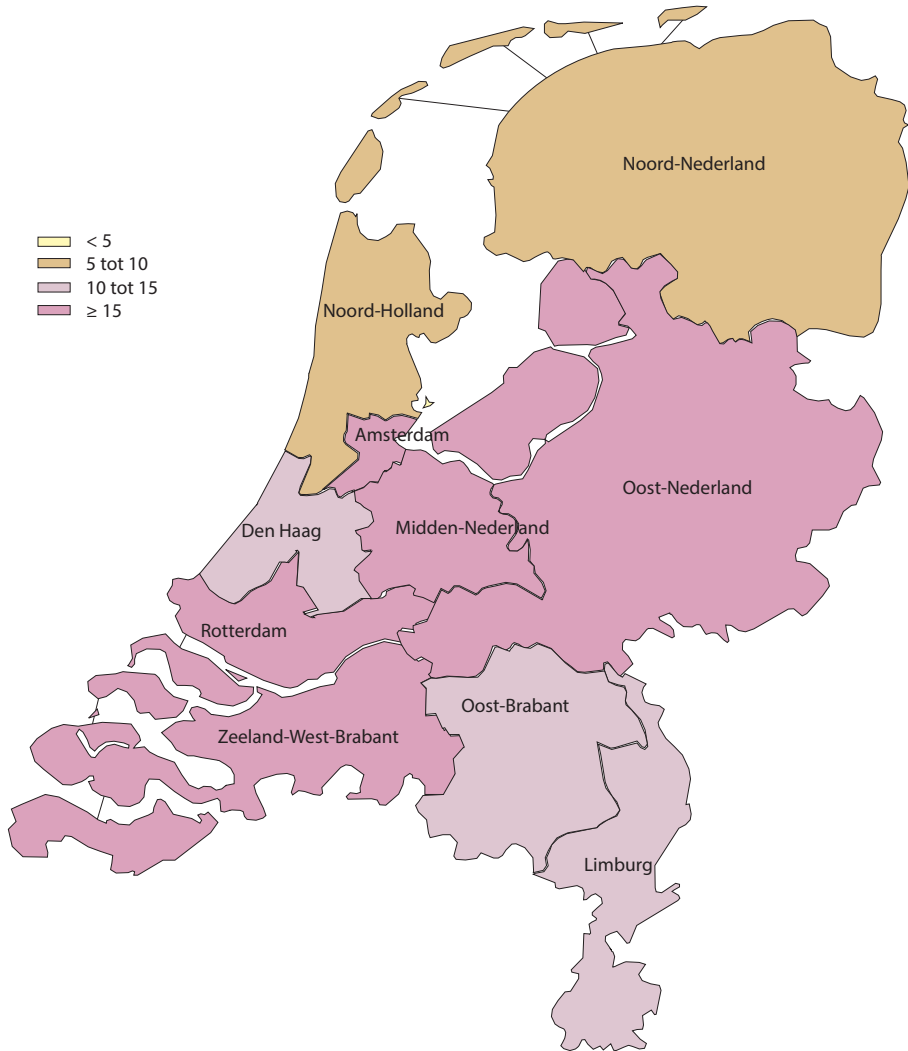 Noord-Nederland
< 5
5 tot 10
10 tot 15
≥ 15
Noord-Holland
Amsterdam
Oost-Nederland
Den Haag
Midden-Nederland
Rotterdam
Oost-Brabant
Zeeland-West-Brabant
Limburg